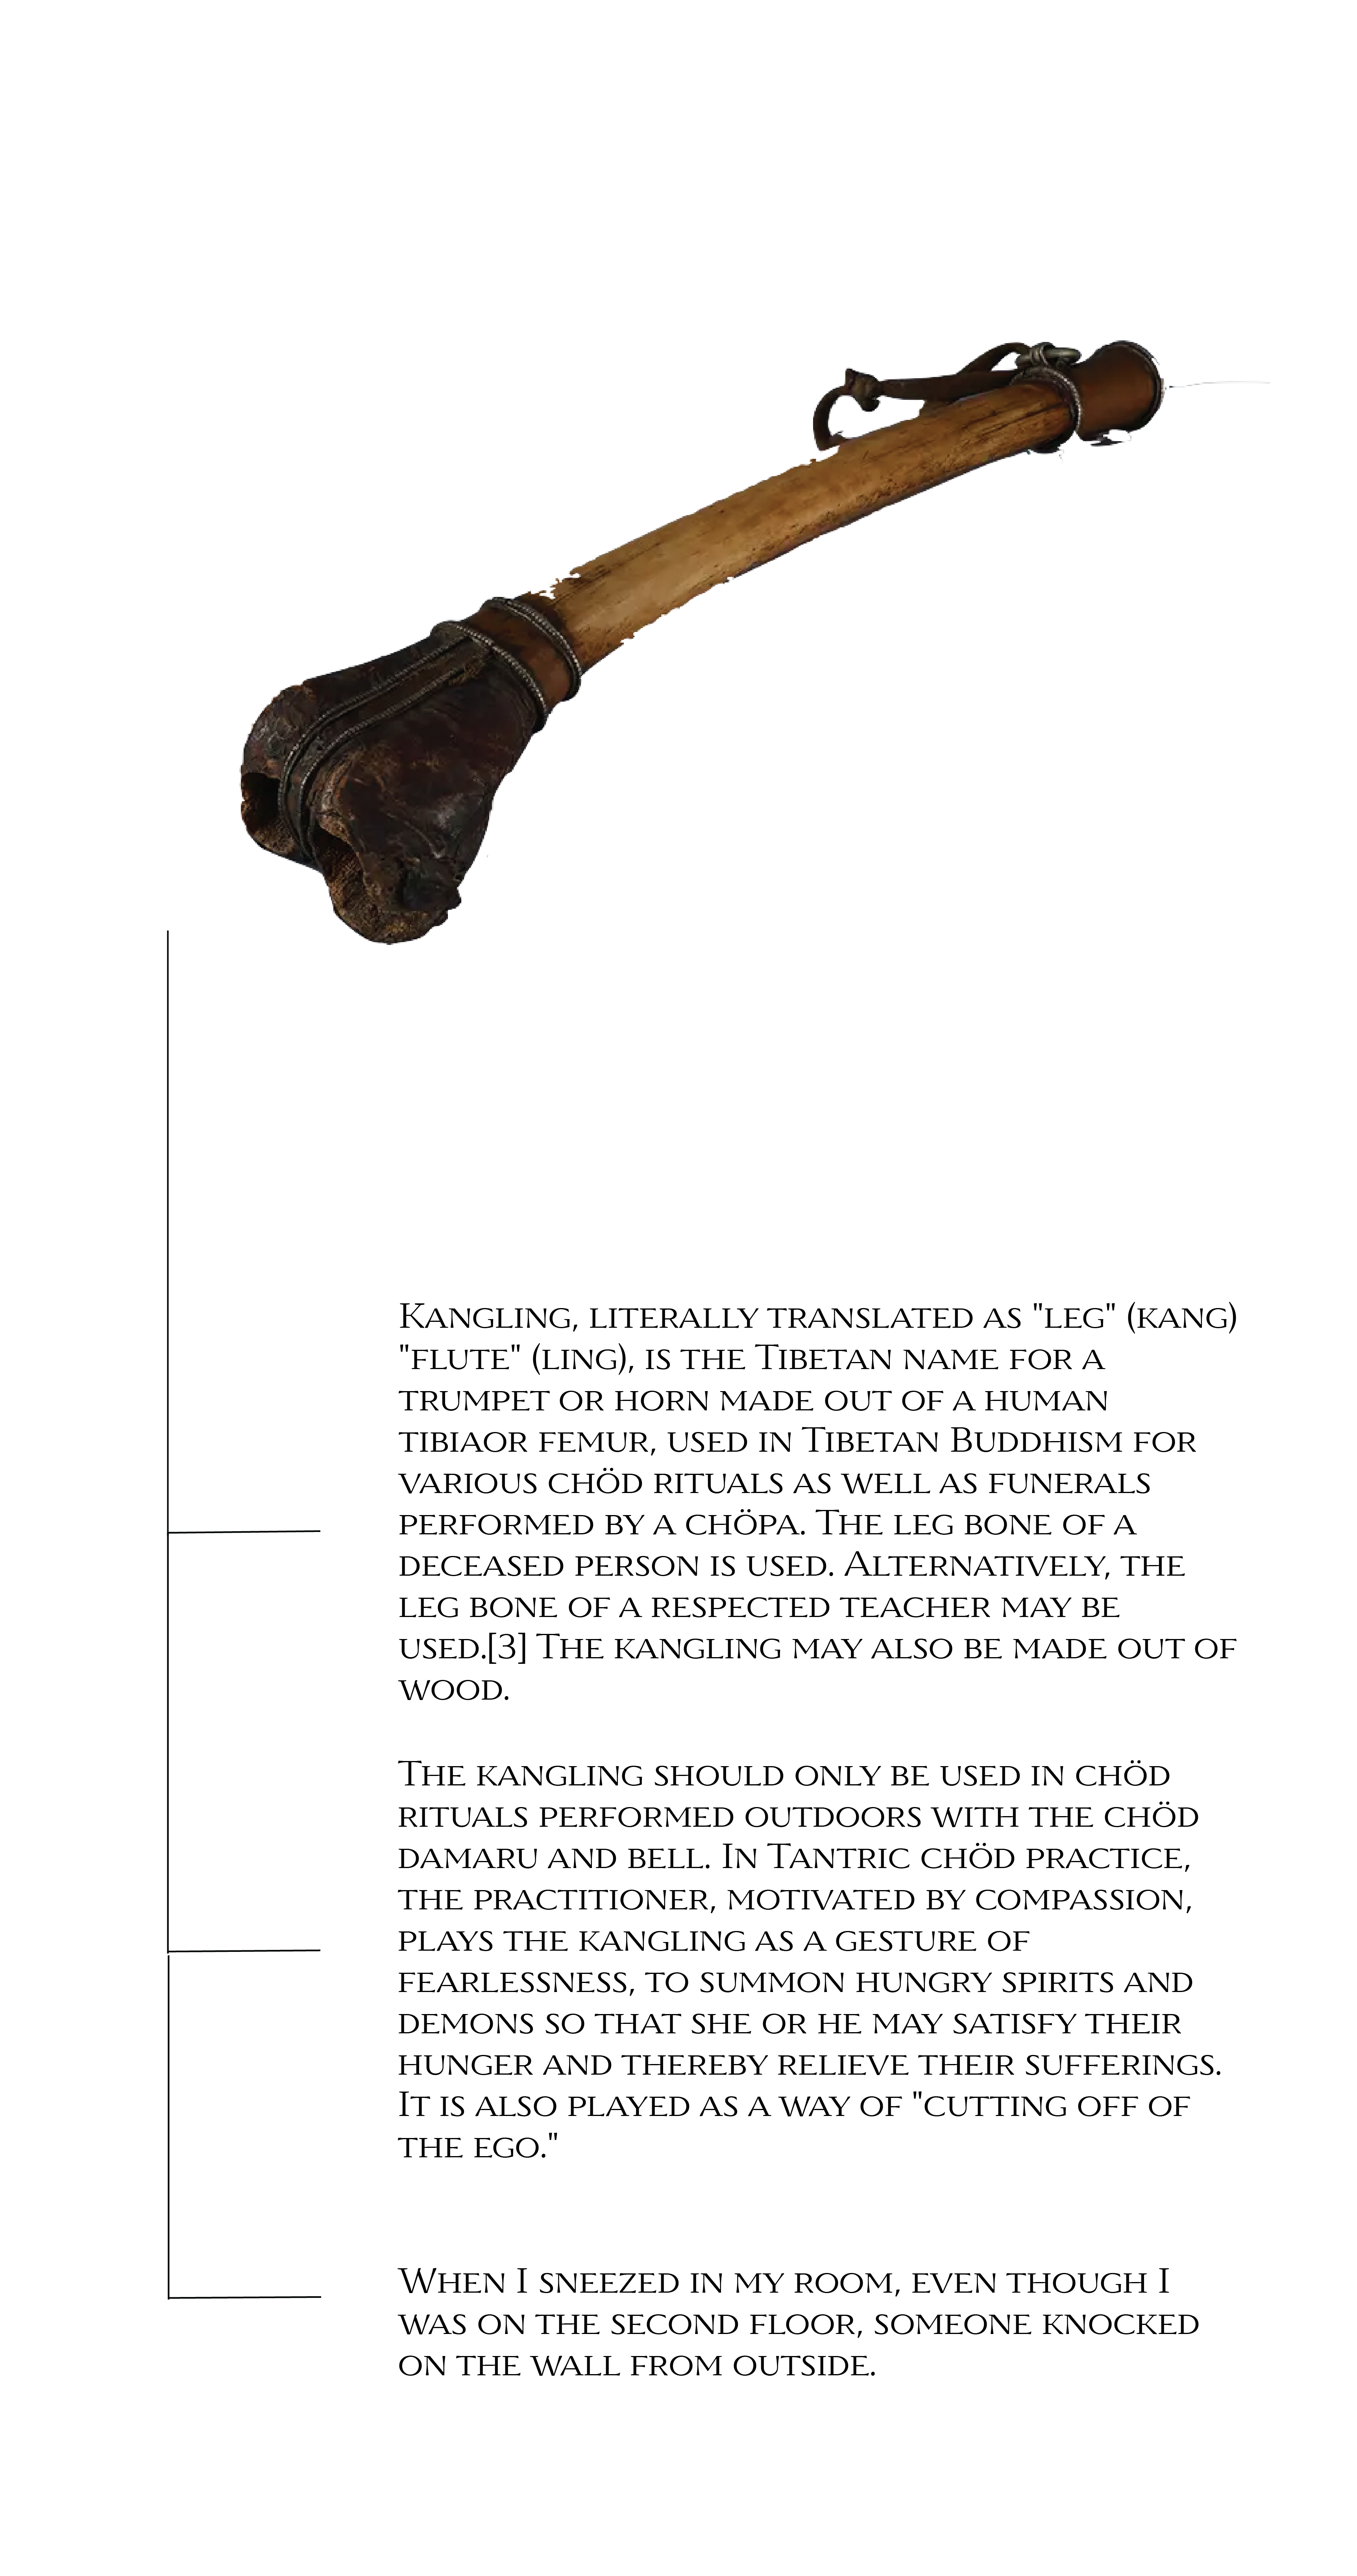 Kangling, literally translated as "leg" (kang)
"flute" (ling), is the Tibetan name for a
trumpet or horn made out of a human
tibiaor femur, used in Tibetan Buddhism for
various chöd rituals as well as funerals
performed by a chöpa. The leg bone of a
deceased person is used. Alternatively, the
leg bone of a respected teacher may be
used.[3] The kangling may also be made out of
wood.
The kangling should only be used in chöd
rituals performed outdoors with the chöd
damaru and bell. In Tantric chöd practice,
the practitioner, motivated by compassion,
plays the kangling as a gesture of
fearlessness, to summon hungry spirits and
demons so that she or he may satisfy their
hunger and thereby relieve their sufferings.
It is also played as a way of "cutting off of
the ego."
When I sneezed in my room, even though I
was on the second floor, someone knocked
on the wall from outside.